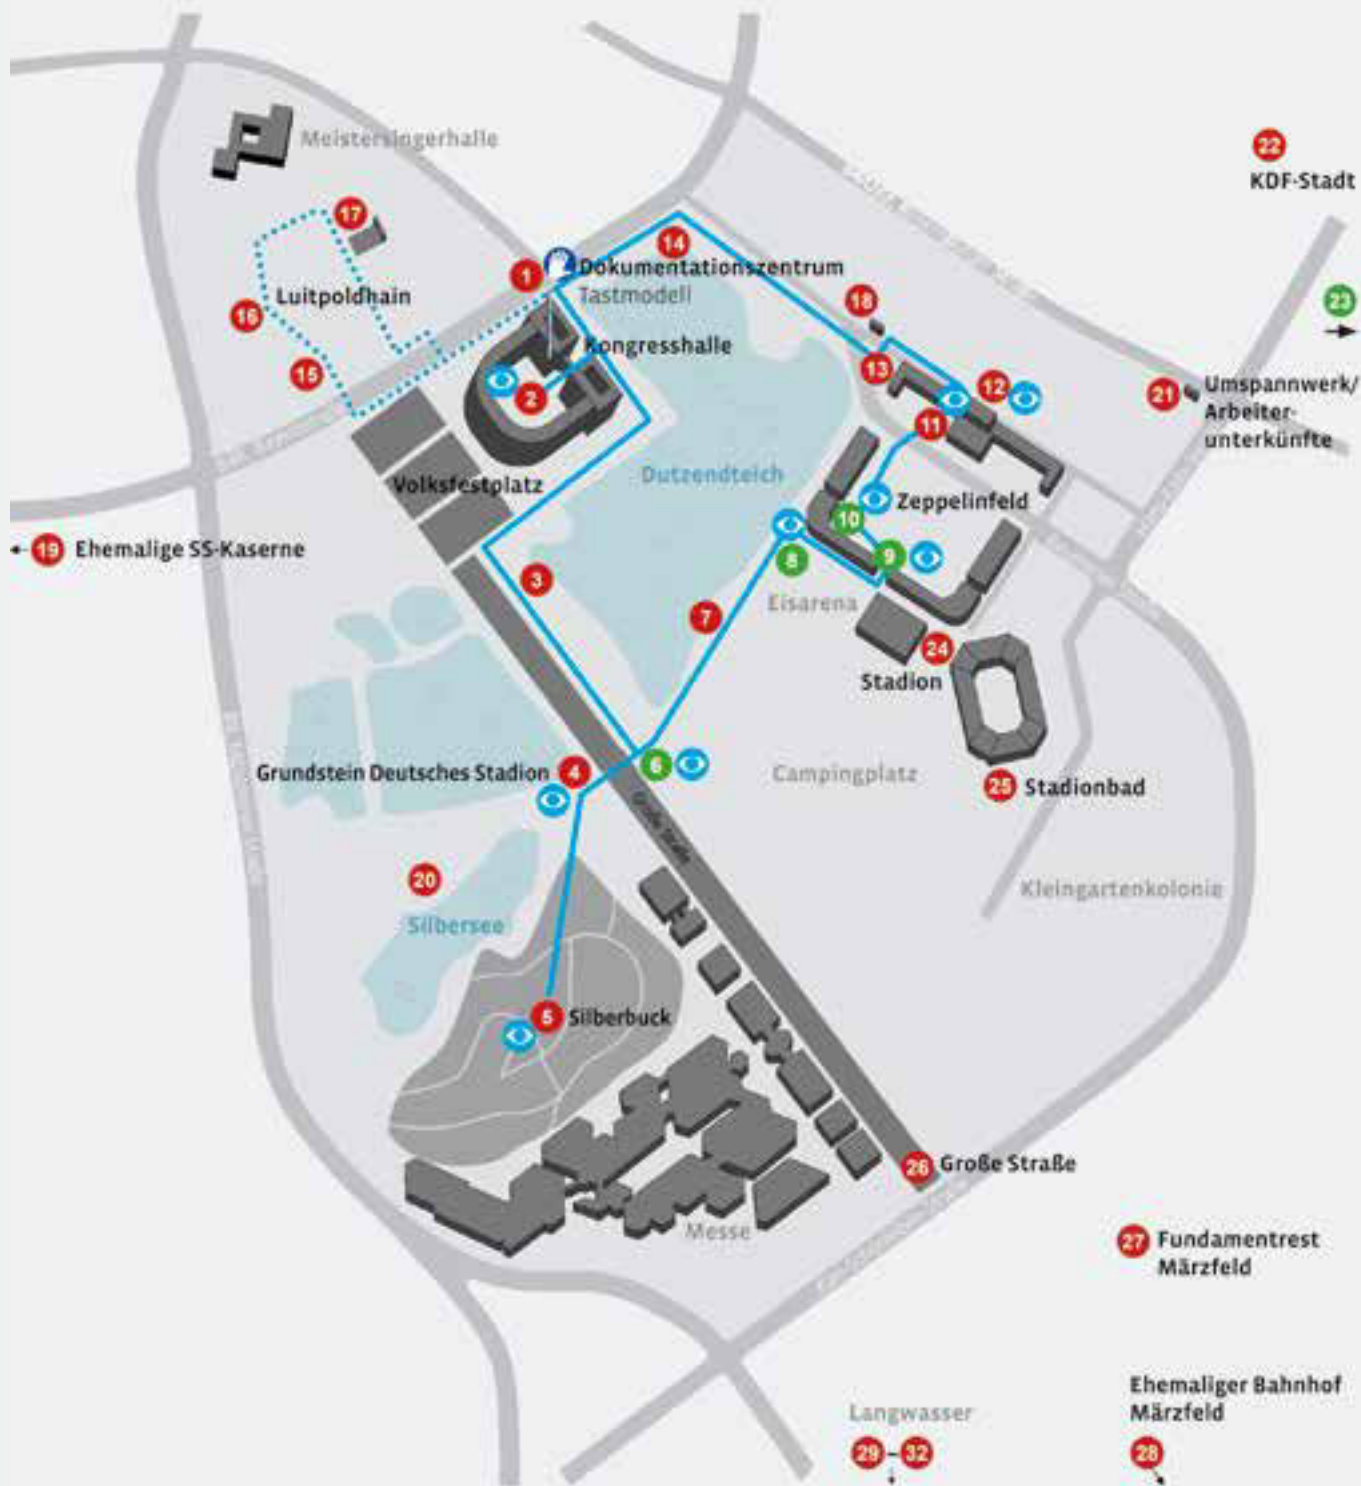 Meistersingerhalle
22
KDF-Stadt
17
14
1
Dokumentationszentrum
Tastmodell
Luitpoldhain
16
18
23
Kongresshalle
15
13
2
12
21
Umspannwerk/
Arbeiter-
unterkünfte
11
Dutzendteich
Volksfestplatz
Zeppelinfeld
10
19
Ehemalige SS-Kaserne
9
8
3
Eisarena
7
24
Stadion
Grundstein Deutsches Stadion
4
6
Campingplatz
25
Stadionbad
Große Straße
20
Kleingartenkolonie
Silbersee
5
Silberbuck
26
Große Straße
Messe
27
Fundamentrest
Märzfeld
Ehemaliger Bahnhof
Märzfeld
Langwasser
29 - 32
28